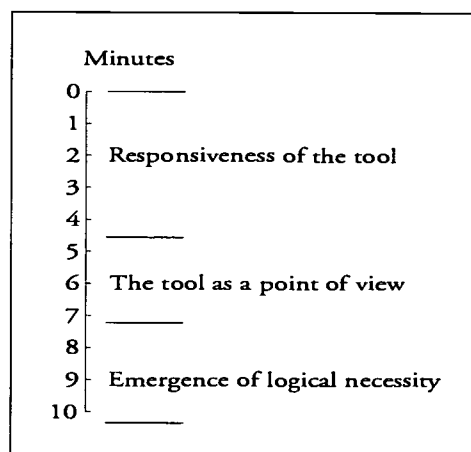 Minutes
0
1
2 Responsiveness of the tool
3
4
5
6 The tool as a point of view
7
8
9 Emergence of logical necessity
10